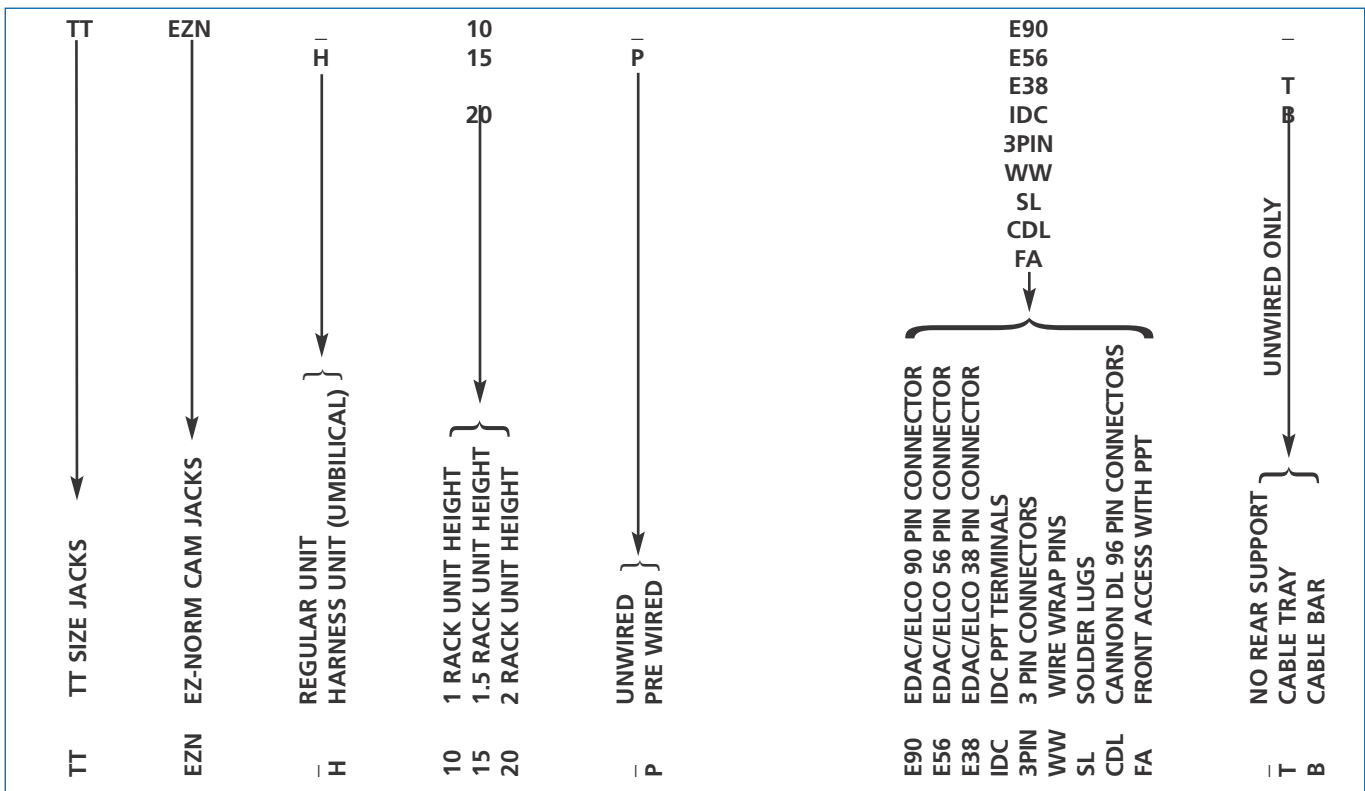 TT EZN _ 10 _ E90 _
H 15 P E56
E38 T
20 IDC B
3PIN
WW
SL
CDL
FA
UNWIRED ONLY
TT TT SIZE JACKS
EZN EZ-NORM CAM JACKS
_ REGULAR UNIT
H HARNESS UNIT (UMBILICAL)
10 1 RACK UNIT HEIGHT
15 1.5 RACK UNIT HEIGHT
20 2 RACK UNIT HEIGHT
_ UNWIRED
P PRE WIRED
E90 EDAC/ELCO 90 PIN CONNECTOR
E56 EDAC/ELCO 56 PIN CONNECTOR
E38 EDAC/ELCO 38 PIN CONNECTOR
IDC IDC PPT TERMINALS
3PIN 3 PIN CONNECTORS
WW WIRE WRAP PINS
SL SOLDER LUGS
CDL CANNON DL 96 PIN CONNECTORS
FA FRONT ACCESS WITH PPT
_ NO REAR SUPPORT
T CABLE TRAY
B CABLE BAR